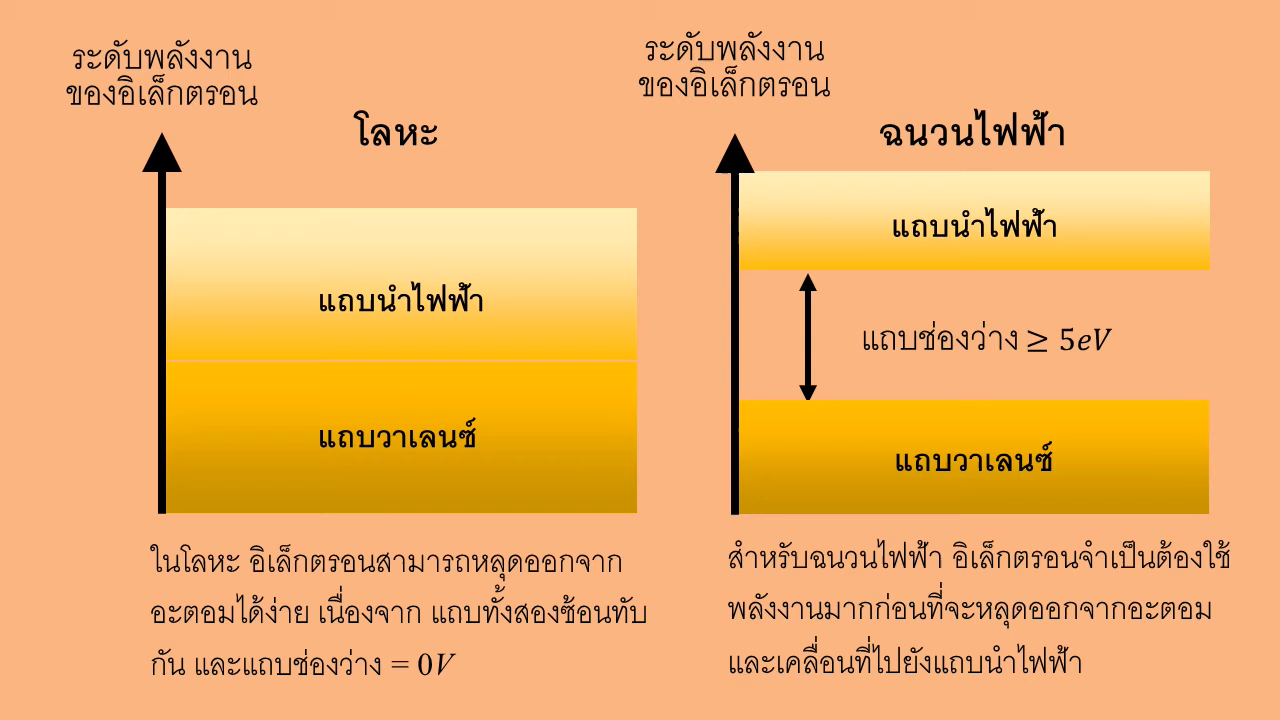 ระดับพลังงาน
ของอิเล็กตรอน
โลหะ
แถบนำไฟฟ้า
แถบวาเลนซ์
ในโลหะ อิเล็กตรอนสามารถหลุดออกจาก
อะตอมได้ง่าย เนื่องจาก แถบทั้งสองซ้อนทับ
กัน และแถบช่องว่าง = 0V
ระดับพลังงาน
ของอิเล็กตรอน
ฉนวนไฟฟ้า
แถบนำไฟฟ้า
แถบช่องว่าง ≥ 5eV
แถบวาเลนซ์
สำหรับฉนวนไฟฟ้า อิเล็กตรอนจำเป็นต้องใช้
พลังงานมากก่อนที่จะหลุดออกจากอะตอม
และเคลื่อนที่ไปยังแถบนำไฟฟ้า